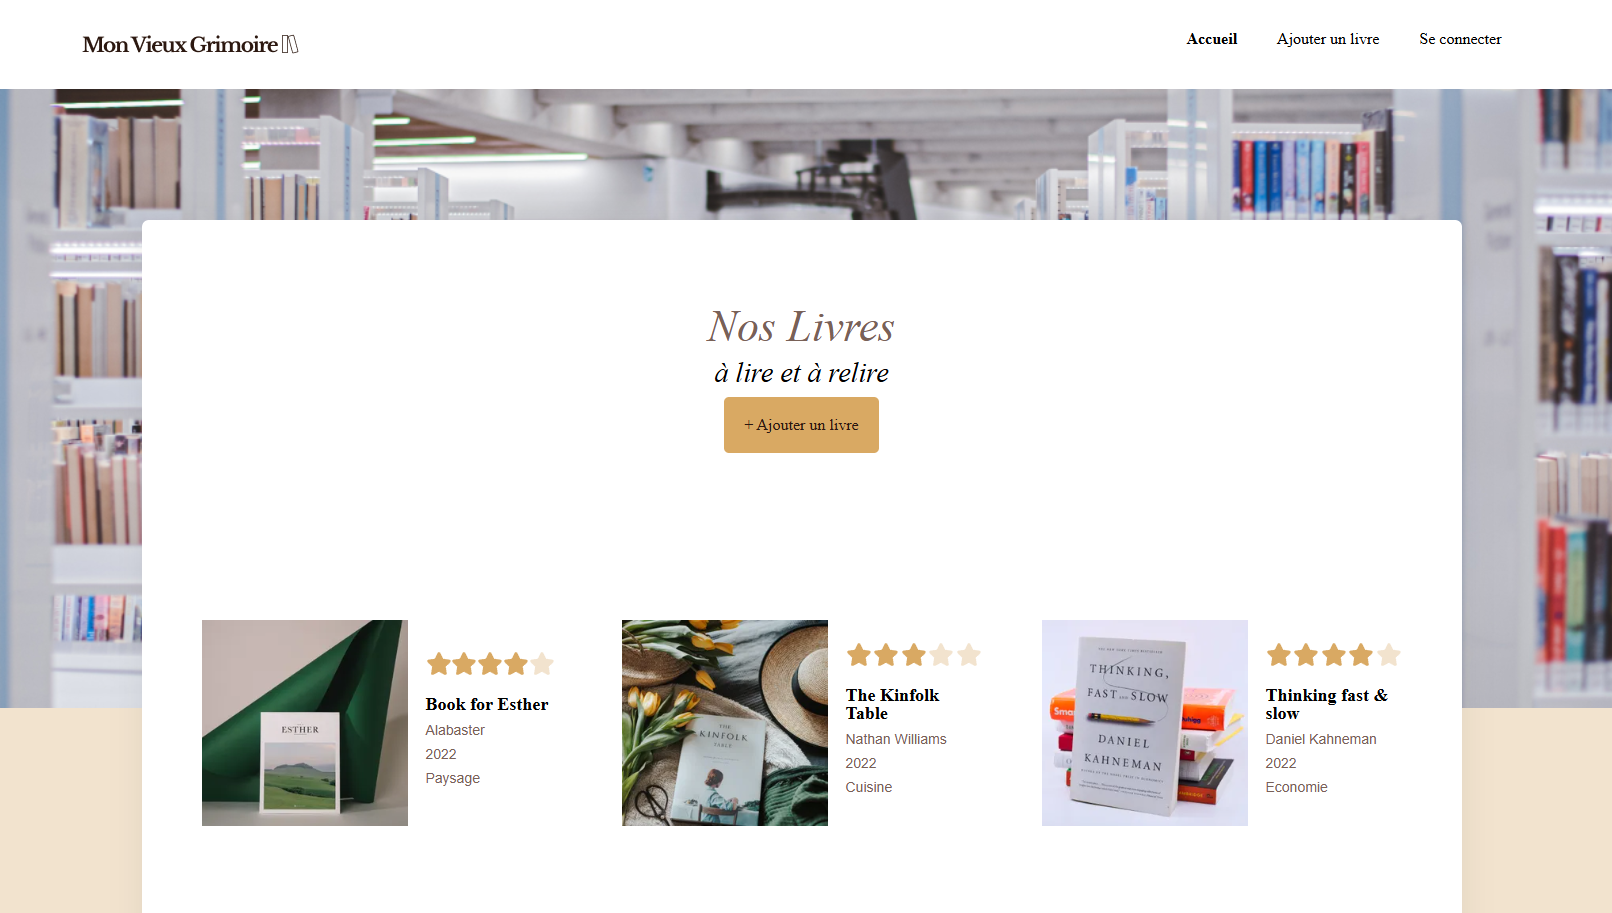 Mon Vieux Grimoire
Accueil
Ajouter un livre
Se connecter
Nos Livres
à lire et à relire
+ Ajouter un livre
ESTHER
Book for Esther
Alabaster
2022
Paysage
THE
KINFOLK
TABLE
The Kinfolk
Table
Nathan Williams
2022
Cuisine
THINKING,
FAST AND SLOW
DANIEL
KAHNEMAN
Thinking fast &
slow
Daniel Kahneman
2022
Economie